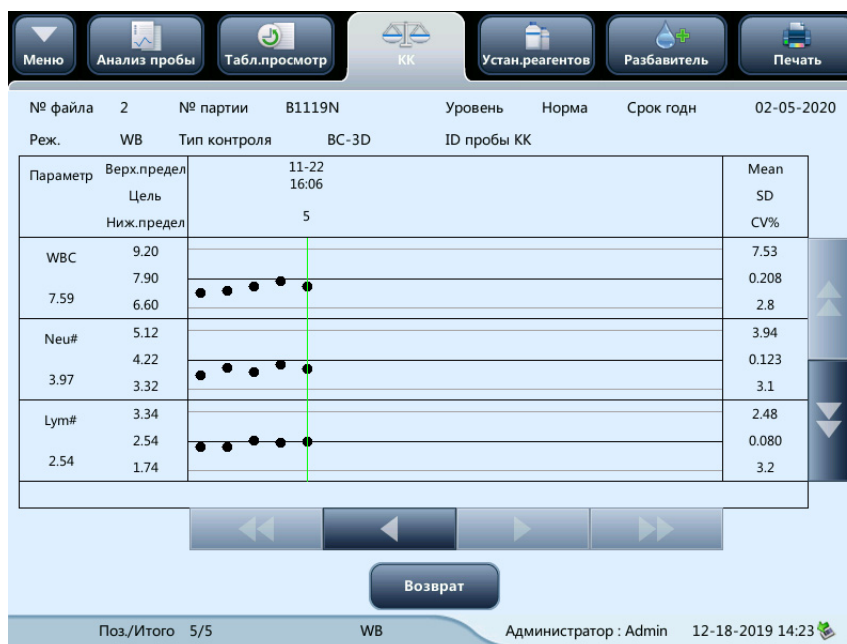 Меню Анализ пробы Табл.просмотр КК Устан.реагентов Разбавитель Печать
№ файла 2 № партии B1119N Уровень Норма Срок годн 02-05-2020
Реж. WB Тип контроля BC-3D ID пробы КК
Параметр Верх.предел 11-22 Mean
Цель 16:06 SD
Ниж.предел 5 CV%
WBC 9.20 7.53
7.90 0.208
7.59 6.60 2.8
Neu# 5.12 3.94
4.22 0.123
3.97 3.32 3.1
Lym# 3.34 2.48
2.54 0.080
2.54 1.74 3.2
Возврат
Поз./Итого 5/5 WB Администратор : Admin 12-18-2019 14:23